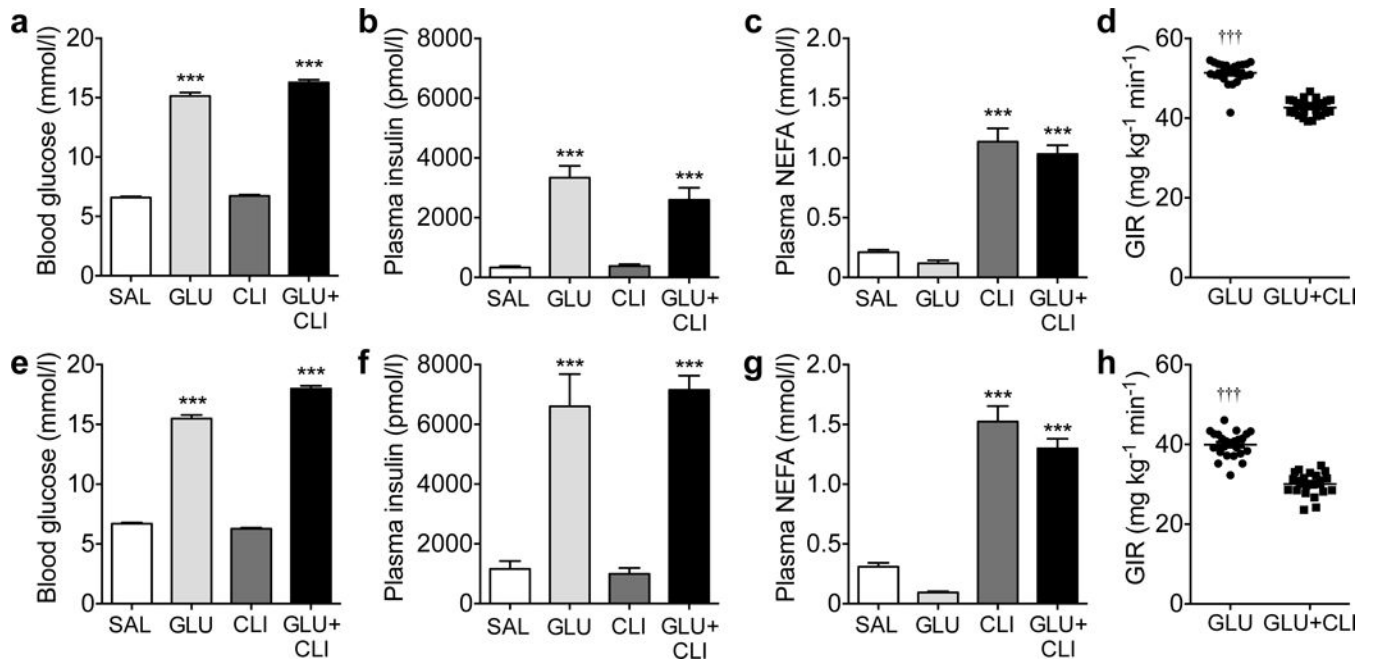 a
Blood glucose (mmol/l)
20
15
10
5
0
***
***
SAL GLU CLI GLU+
CLI
b
Plasma insulin (pmol/l)
8000
6000
4000
2000
0
***
***
SAL GLU CLI GLU+
CLI
c
Plasma NEFA (mmol/l)
2.0
1.5
1.0
0.5
0
***
***
SAL GLU CLI GLU+
CLI
d
GIR (mg kg⁻¹ min⁻¹)
60
40
20
0
†††
GLU GLU+CLI
e
Blood glucose (mmol/l)
20
15
10
5
0
***
***
SAL GLU CLI GLU+
CLI
f
Plasma insulin (pmol/l)
8000
6000
4000
2000
0
***
***
SAL GLU CLI GLU+
CLI
g
Plasma NEFA (mmol/l)
2.0
1.5
1.0
0.5
0
***
***
SAL GLU CLI GLU+
CLI
h
GIR (mg kg⁻¹ min⁻¹)
60
40
20
0
†††
GLU GLU+CLI